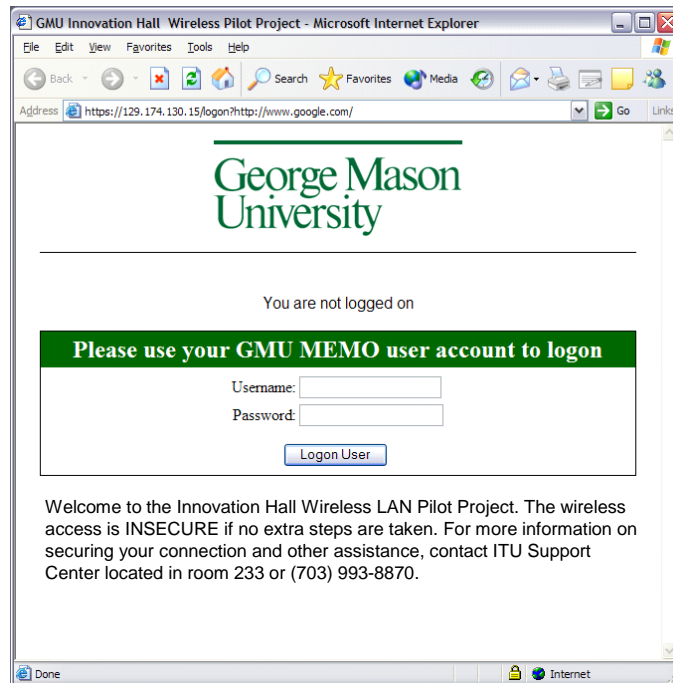 GMU Innovation Hall Wireless Pilot Project - Microsoft Internet Explorer
File Edit View Favorites Tools Help
Back Search Favorites Media
Address https://129.174.130.15/logon?http://www.google.com/ Go Links
George Mason
University
You are not logged on
Please use your GMU MEMO user account to logon
Username:
Password:
Logon User
Welcome to the Innovation Hall Wireless LAN Pilot Project. The wireless
access is INSECURE if no extra steps are taken. For more information on
securing your connection and other assistance, contact ITU Support
Center located in room 233 or (703) 993-8870.
Done Internet